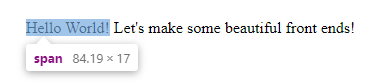 Hello World! Let's make some beautiful front ends!
span 84.19 × 17